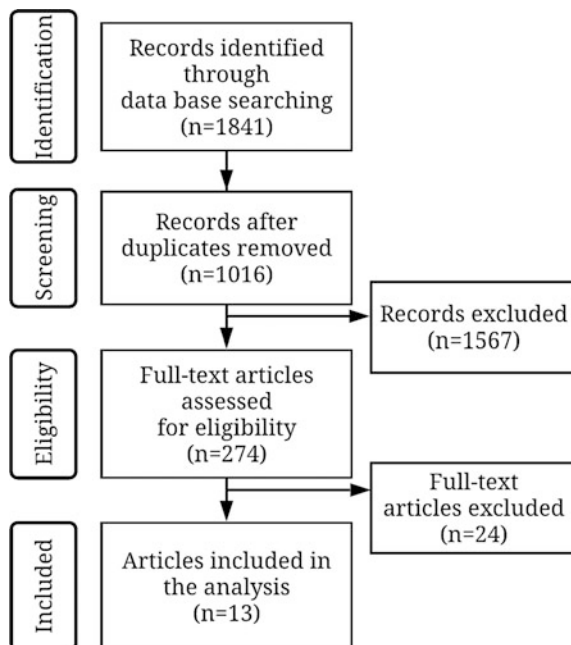 Identification
Records identified
through
data base searching
(n=1841)
Screening
Records after
duplicates removed
(n=1016)
Records excluded
(n=1567)
Eligibility
Full-text articles
assessed
for eligibility
(n=274)
Full-text
articles excluded
(n=24)
Included
Articles included in
the analysis
(n=13)